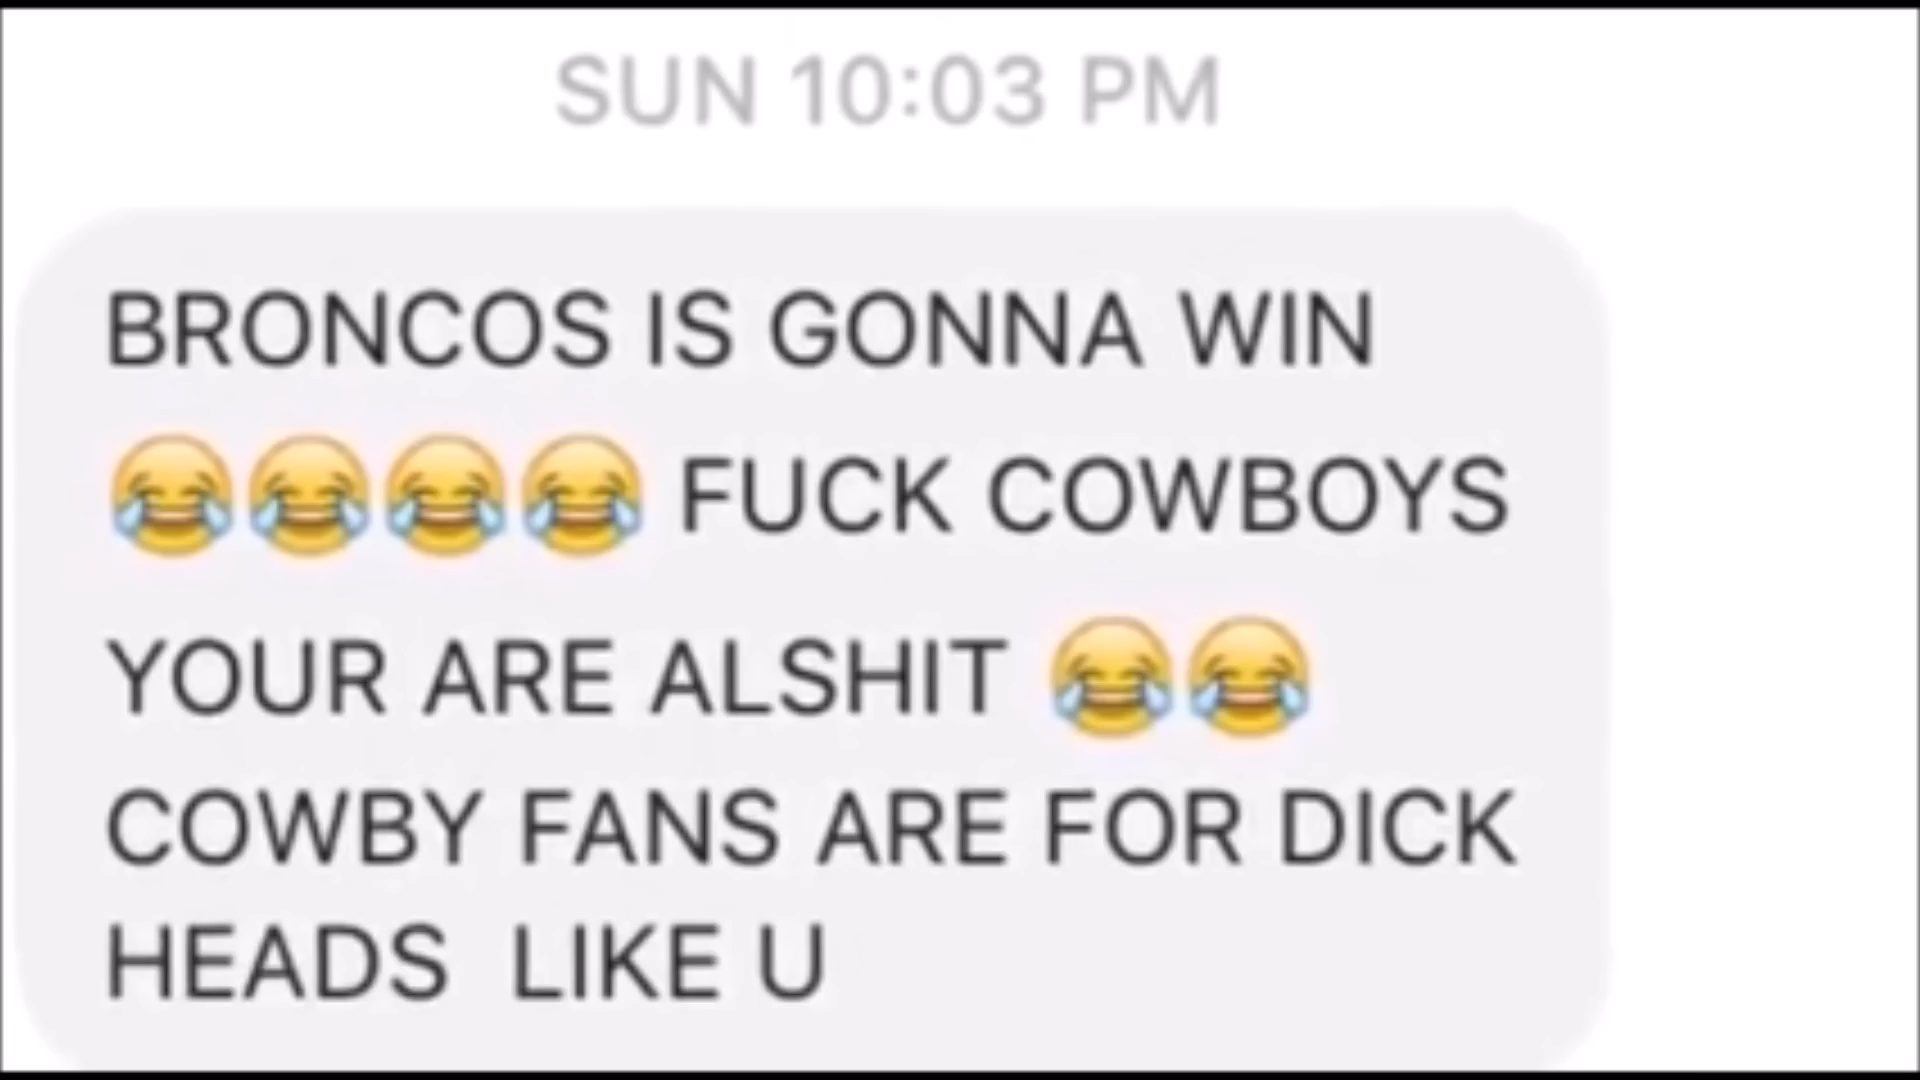 SUN 10:03 PM
BRONCOS IS GONNA WIN
😂😂😂😂 FUCK COWBOYS
YOUR ARE ALSHIT 😂😂
COWBY FANS ARE FOR DICK
HEADS  LIKE U